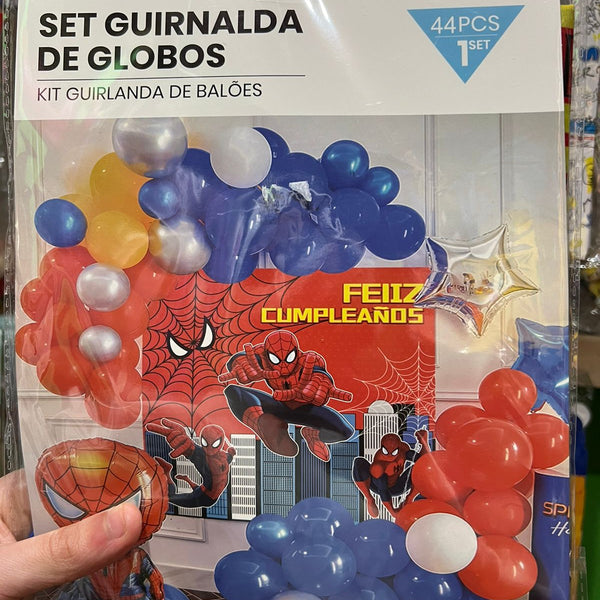 SET GUIRNALDA
DE GLOBOS
KIT GUIRLANDA DE BALÕES
44PCS
1SET
FELIZ
CUMPLEAÑOS